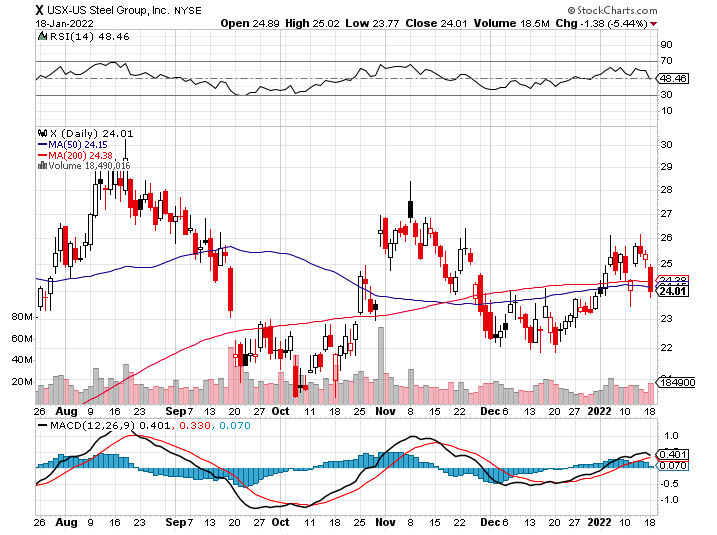 X USX-US Steel Group, Inc. NYSE © StockCharts.com
18-Jan-2022 Open 24.89 High 25.02 Low 23.77 Close 24.01 Volume 18.5M Chg -1.38 (-5.44%)
RSI(14) 48.46
90
70
48.46
30
10
X (Daily) 24.01
MA(50) 24.15
MA(200) 24.38
Volume 18,490,016
30
29
28
27
26
25
24.38
24.01
23
22
21
80M
60M
40M
20M
184900
26 Aug 9 16 23 Sep 7 13 20 27 Oct 11 18 25 Nov 8 15 22 Dec 6 13 20 27 2022 10 18
MACD(12,26,9) 0.401, 0.330, 0.070
1.0
0.401
0.070
-0.5
-1.0
26 Aug 9 16 23 Sep 7 13 20 27 Oct 11 18 25 Nov 8 15 22 Dec 6 13 20 27 2022 10 18